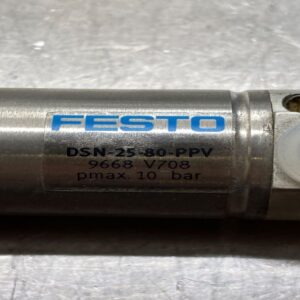 FESTO
DSN-25-80-PPV
9668 V708
pmax. 10 bar